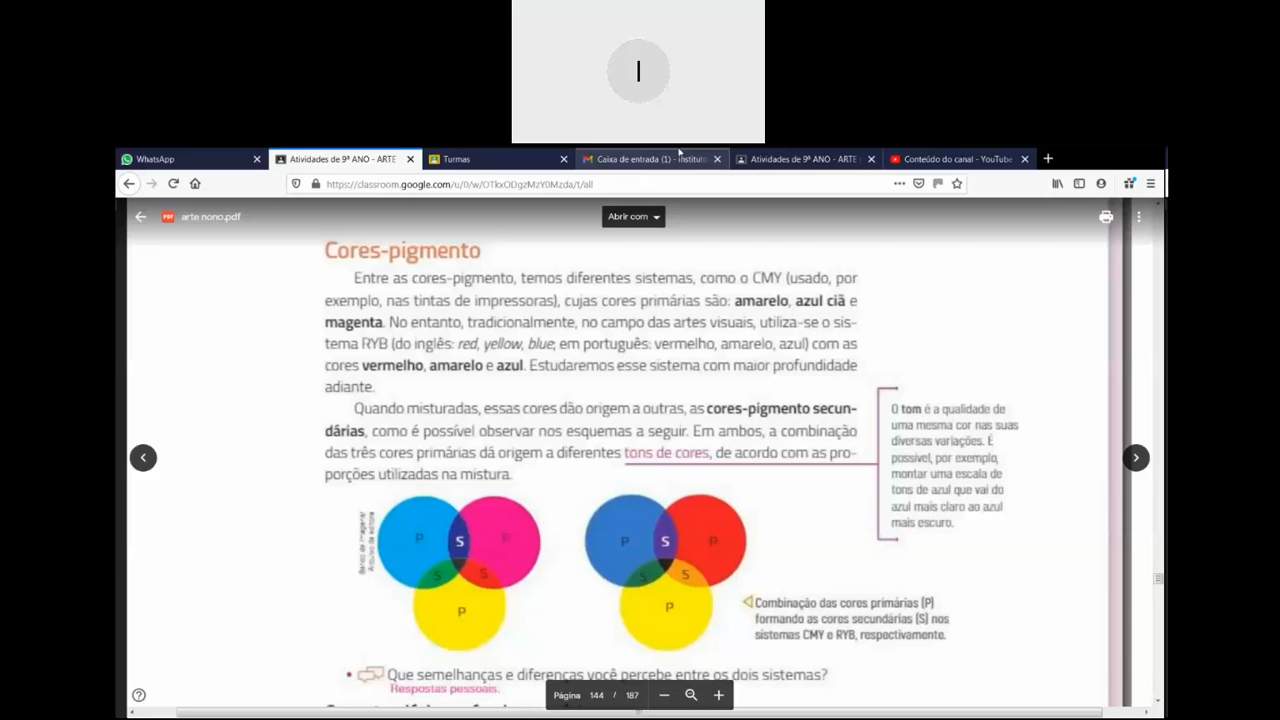 I
WhatsApp
Atividades de 9º ANO - ARTE
Turmas
Caixa de entrada (1) - Instituto
Atividades de 9º ANO - ARTE
Conteúdo do canal - YouTube
https://classroom.google.com/u/0/w/OTkxODgzMzY0Mzda/t/all
PDF arte nono.pdf
Abrir com
Cores-pigmento
Entre as cores-pigmento, temos diferentes sistemas, como o CMY (usado, por
exemplo, nas tintas de impressoras), cujas cores primárias são: amarelo, azul ciã e
magenta. No entanto, tradicionalmente, no campo das artes visuais, utiliza-se o sis-
tema RYB (do inglês: red, yellow, blue; em português: vermelho, amarelo, azul) com as
cores vermelho, amarelo e azul. Estudaremos esse sistema com maior profundidade
adiante.
Quando misturadas, essas cores dão origem a outras, as cores-pigmento secun-
dárias, como é possível observar nos esquemas a seguir. Em ambos, a combinação
das três cores primárias dá origem a diferentes tons de cores, de acordo com as pro-
porções utilizadas na mistura.
O tom é a qualidade de
uma mesma cor nas suas
diversas variações. É
possível, por exemplo,
montar uma escala de
tons de azul que vai do
azul mais claro ao azul
mais escuro.
Banco de imagens/
Arquivo da editora
P S P
S S
P
P S P
S S
P
Combinação das cores primárias (P)
formando as cores secundárias (S) nos
sistemas CMY e RYB, respectivamente.
• Que semelhanças e diferenças você percebe entre os dois sistemas?
Respostas pessoais.
Página 144 / 187